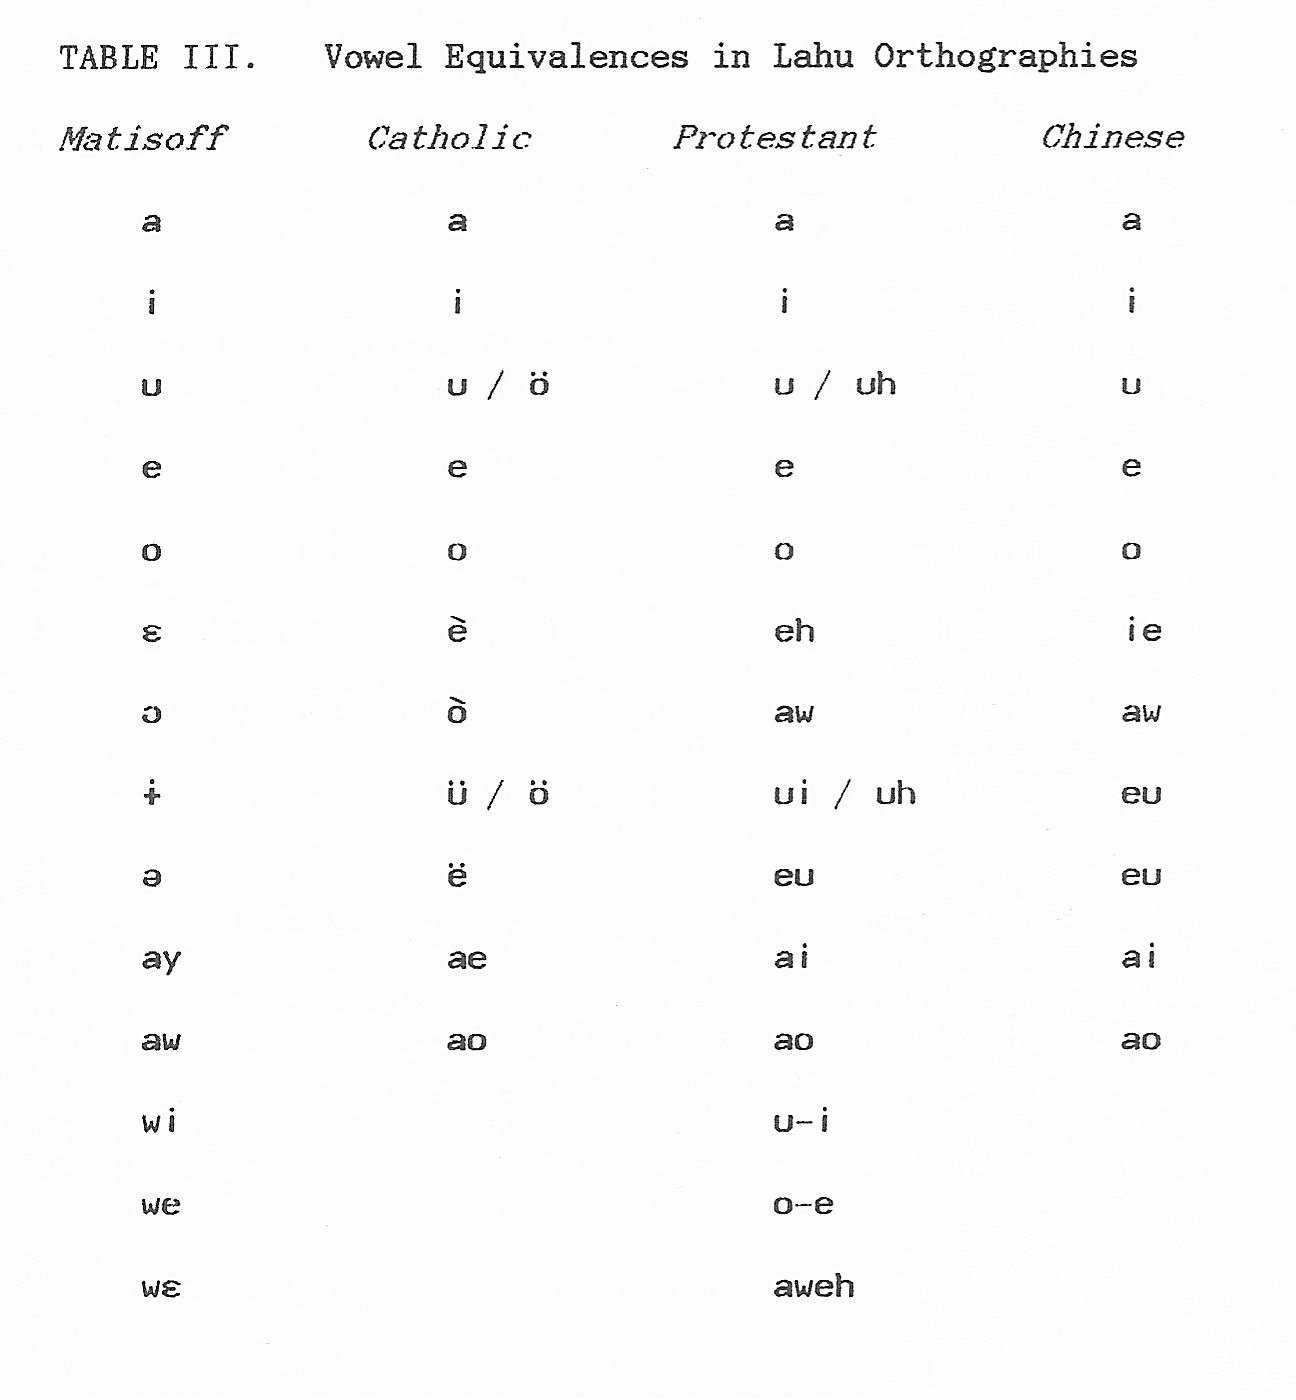 TABLE III. Vowel Equivalences in Lahu Orthographies
Matisoff Catholic Protestant Chinese
a a a a
i i i i
u u / ö u / uh u
e e e e
o o o o
ɛ è eh ie
ɔ ò aw aw
ɨ ü / ö ui / uh eu
ə ë eu eu
ay ae ai ai
aw ao ao ao
wi u-i
we o-e
wɛ aweh